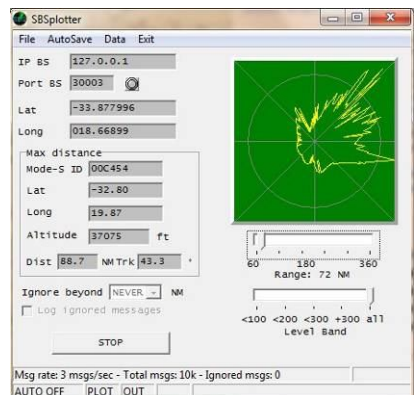 SBSplotter
File AutoSave Data Exit
IP BS 127.0.0.1
Port BS 30003
Lat -33.877996
Long 018.66899
Max distance
Mode-S ID 00C454
Lat -32.80
Long 19.87
Altitude 37075 ft
Dist 88.7 NM Trk 43.3 °
Ignore beyond NEVER NM
Log ignored messages
STOP
60 180 360
Range: 72 NM
<100 <200 <300 +300 all
Level Band
Msg rate: 3 msgs/sec - Total msgs: 10k - Ignored msgs: 0
AUTO OFF PLOT OUT